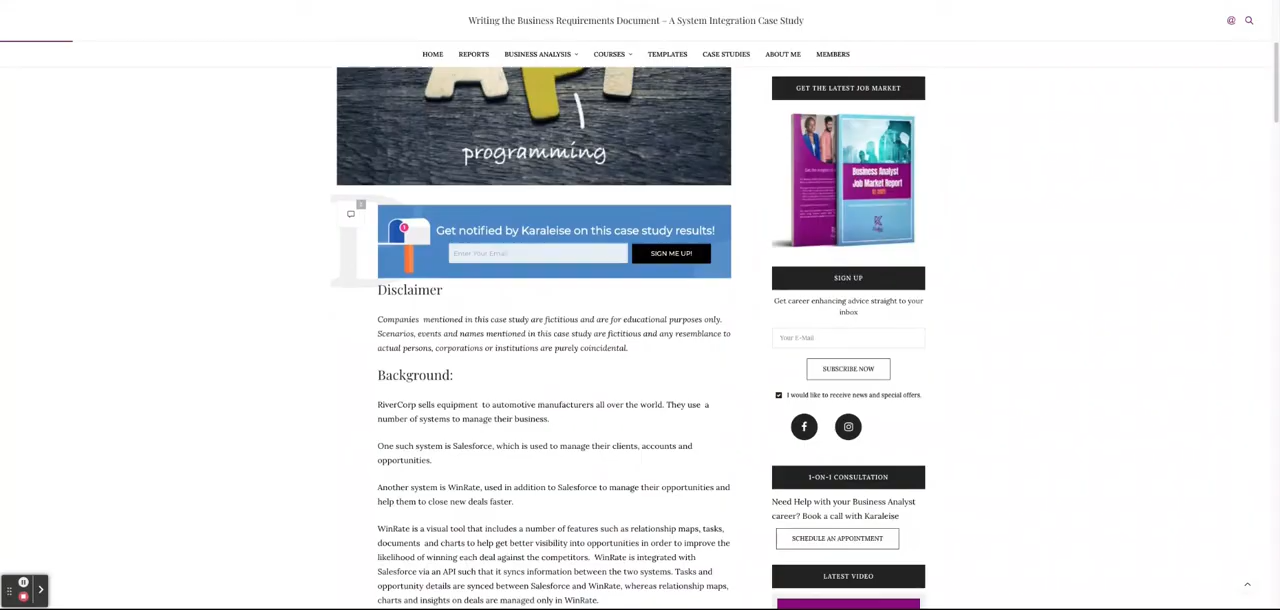 Writing the Business Requirements Document – A System Integration Case Study
@
HOME REPORTS BUSINESS ANALYSIS COURSES TEMPLATES CASE STUDIES ABOUT ME MEMBERS
API
programming
GET THE LATEST JOB MARKET
Business Analyst
Job Market Report
Get notified by Karaleise on this case study results!
Enter Your Email
SIGN ME UP!
Disclaimer
Companies mentioned in this case study are fictitious and are for educational purposes only.
Scenarios, events and names mentioned in this case study are fictitious and any resemblance to
actual persons, corporations or institutions are purely coincidental.
Background:
RiverCorp sells equipment to automotive manufacturers all over the world. They use a
number of systems to manage their business.
One such system is Salesforce, which is used to manage their clients, accounts and
opportunities.
Another system is WinRate, used in addition to Salesforce to manage their opportunities and
help them to close new deals faster.
WinRate is a visual tool that includes a number of features such as relationship maps, tasks,
documents and charts to help get better visibility into opportunities in order to improve the
likelihood of winning each deal against the competitors. WinRate is integrated with
Salesforce via an API such that it syncs information between the two systems. Tasks and
opportunity details are synced between Salesforce and WinRate, whereas relationship maps,
charts and insights on deals are managed only in WinRate.
SIGN UP
Get career enhancing advice straight to your
inbox
Your E-Mail
SUBSCRIBE NOW
I would like to receive news and special offers.
1-ON-1 CONSULTATION
Need Help with your Business Analyst
career? Book a call with Karaleise
SCHEDULE AN APPOINTMENT
LATEST VIDEO